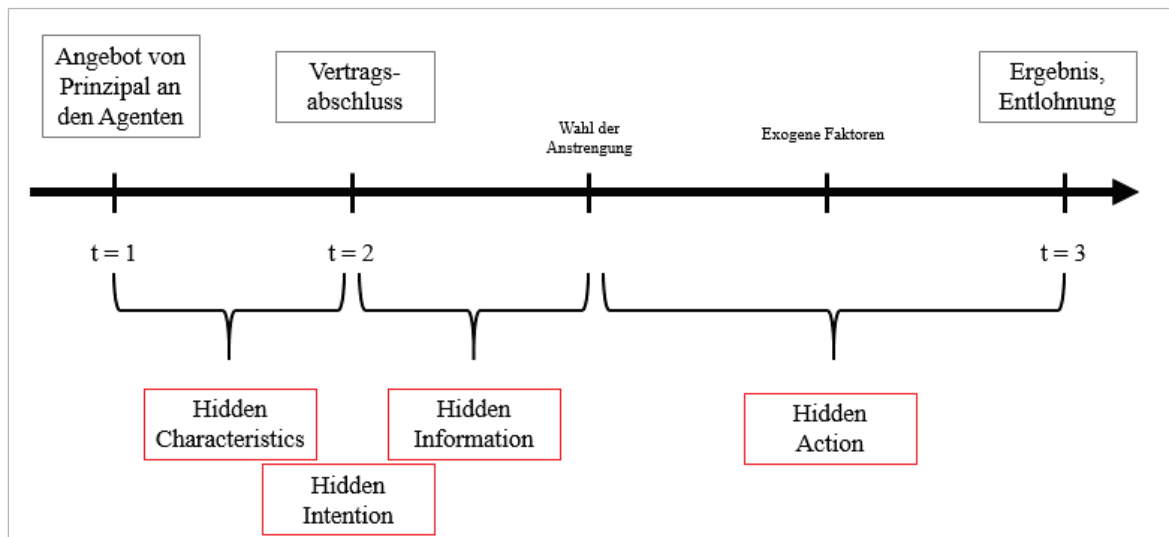 Angebot von
Prinzipal an
den Agenten
Vertrags-
abschluss
Wahl der
Anstrengung
Exogene Faktoren
Ergebnis,
Entlohnung
t = 1
t = 2
t = 3
Hidden
Characteristics
Hidden
Information
Hidden
Action
Hidden
Intention